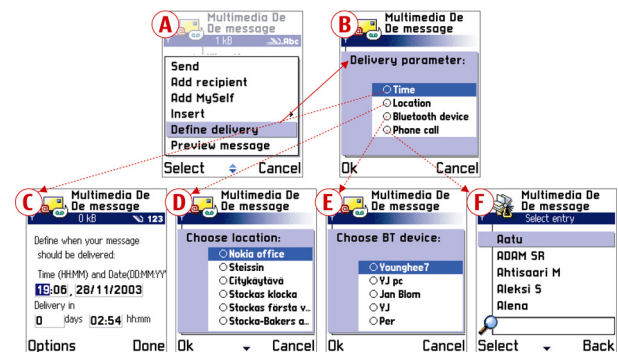 A
Multimedia De
De message
1 kB
Abc
Send
Add recipient
Add MySelf
Insert
Define delivery
Preview message
Select
Cancel
B
Multimedia De
De message
Delivery parameter:
Time
Location
Bluetooth device
Phone call
Ok
Cancel
C
Multimedia De
De message
0 kB
123
Define when your message
should be delivered:
Time (HH:MM) and Date(DD:MM:YY
19:06, 28/11/2003
Delivery in
0 days 02:54 hh:mm
Options
Done
D
Multimedia De
De message
Choose location:
Nokia office
Steissin
Citykäytävä
Stockas klocka
Stockas första v..
Stocka-Bakers a..
Ok
Cancel
E
Multimedia De
De message
Choose BT device:
Younghee7
YJ pc
Jan Blom
YJ
Per
Ok
Cancel
F
Multimedia De
De message
Select entry
Aatu
ADAM SR
Ahtisaari M
Aleksi S
Alena
Select
Back